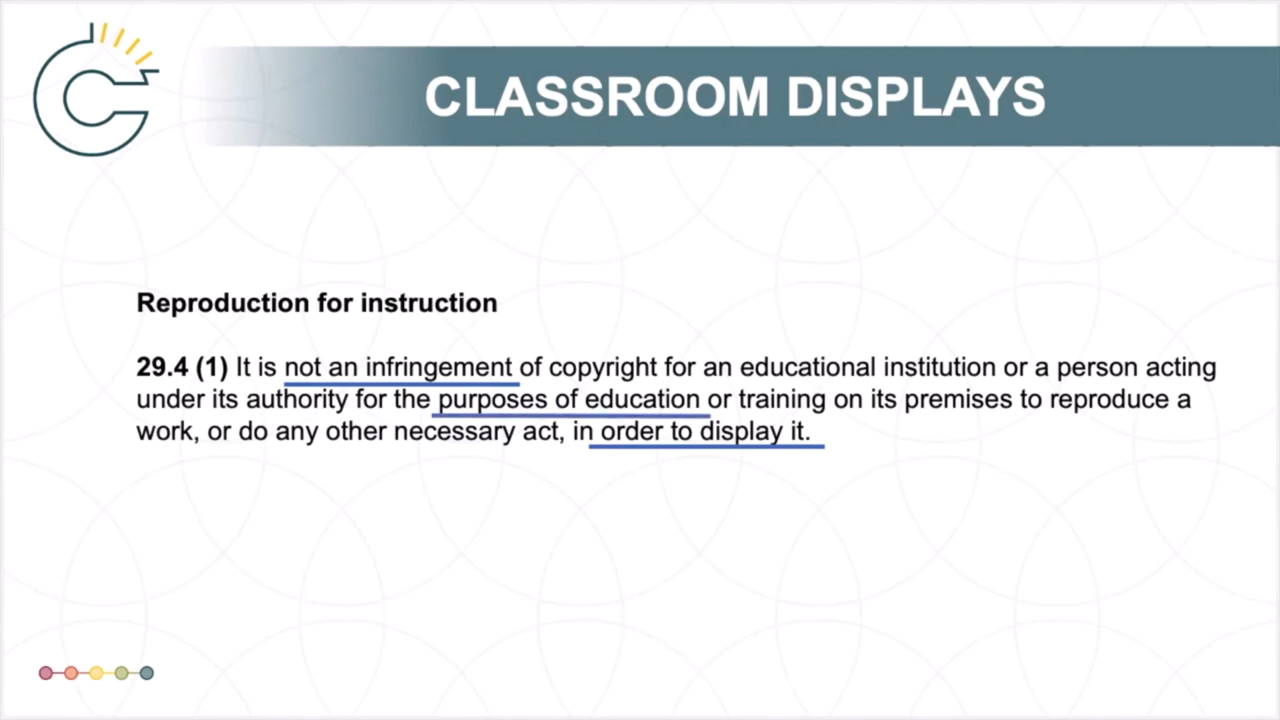 CLASSROOM DISPLAYS
Reproduction for instruction
29.4 (1) It is not an infringement of copyright for an educational institution or a person acting
under its authority for the purposes of education or training on its premises to reproduce a
work, or do any other necessary act, in order to display it.